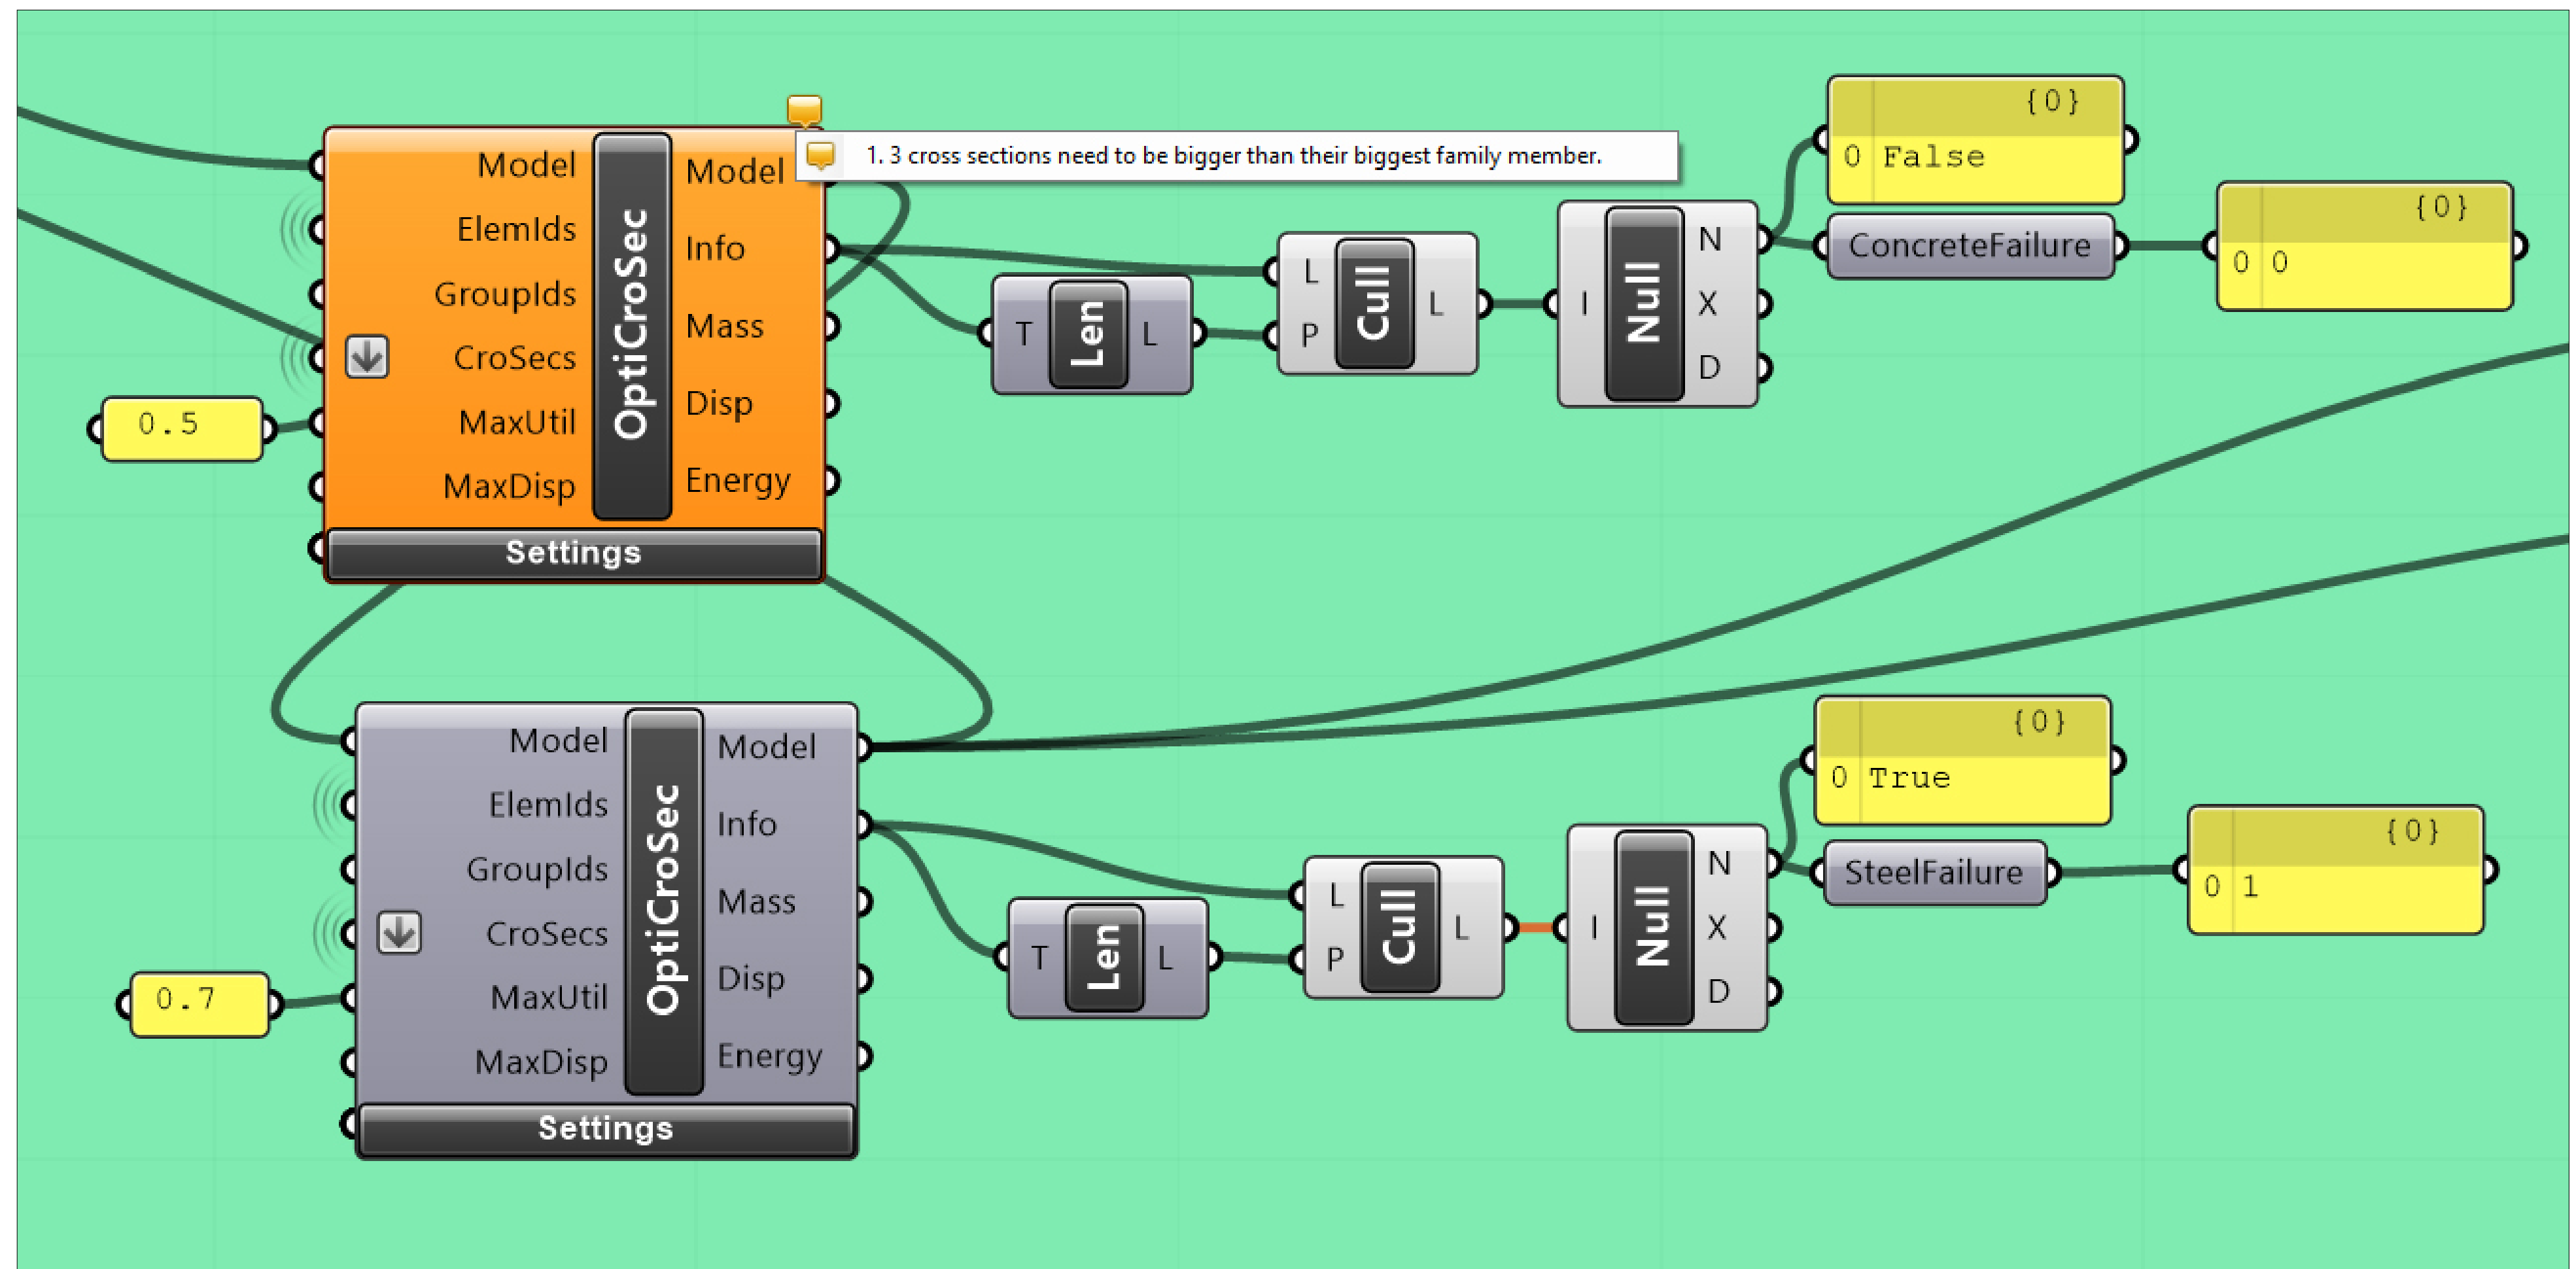 1. 3 cross sections need to be bigger than their biggest family member.
Model
ElemIds
GroupIds
CroSecs
MaxUtil
MaxDisp
OptiCroSec
Model
Info
Mass
Disp
Energy
Settings
0.5
T
Len
L
L
P
Cull
L
I
Null
N
X
D
{0}
0 False
ConcreteFailure
{0}
0 0
Model
ElemIds
GroupIds
CroSecs
MaxUtil
MaxDisp
OptiCroSec
Model
Info
Mass
Disp
Energy
Settings
0.7
T
Len
L
L
P
Cull
L
I
Null
N
X
D
{0}
0 True
SteelFailure
{0}
0 1